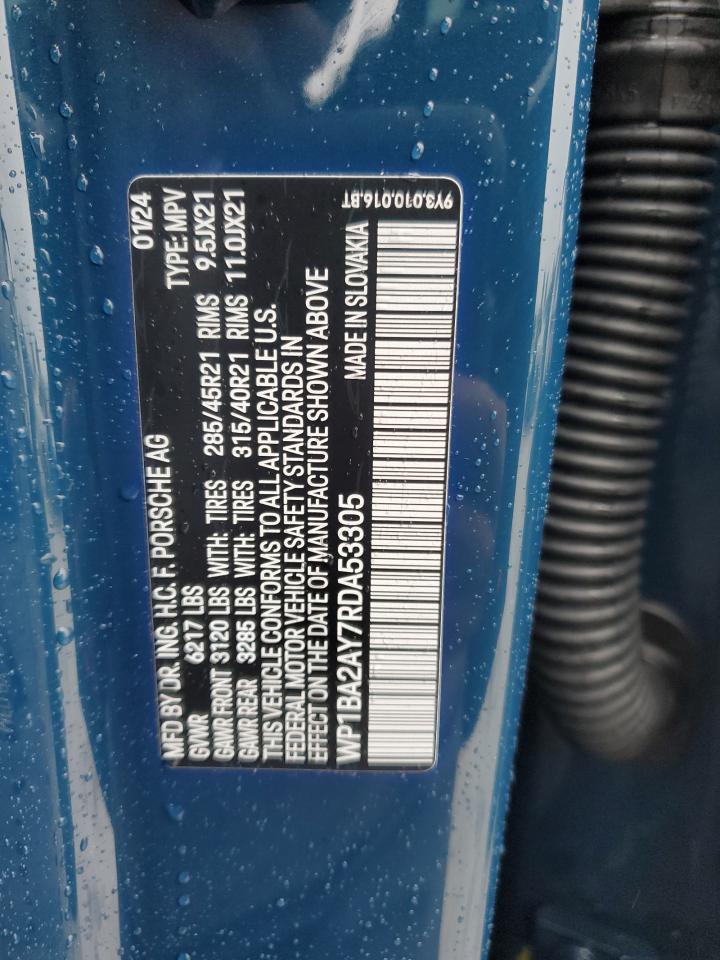 MFD BY DR. ING. H.C. F. PORSCHE AG 01/24
GVWR 6217 LBS TYPE: MPV
GAWR FRONT 3120 LBS WITH: TIRES 285/45R21 RIMS 9.5JX21
GAWR REAR 3285 LBS WITH: TIRES 315/40R21 RIMS 11.0JX21
THIS VEHICLE CONFORMS TO ALL APPLICABLE U.S.
FEDERAL MOTOR VEHICLE SAFETY STANDARDS IN
EFFECT ON THE DATE OF MANUFACTURE SHOWN ABOVE
WP1BA2AY7RDA53305 MADE IN SLOVAKIA
9Y3.010.016.BT